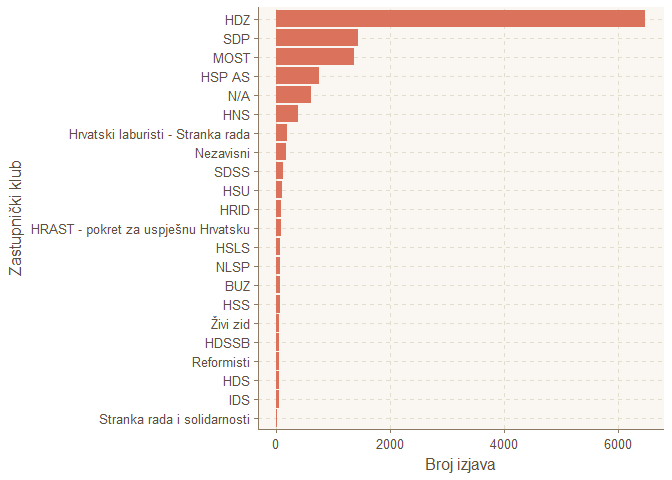 HDZ
SDP
MOST
HSP AS
N/A
HNS
Hrvatski laburisti - Stranka rada
Nezavisni
SDSS
HSU
HRID
HRAST - pokret za uspješnu Hrvatsku
HSLS
NLSP
BUZ
HSS
Živi zid
HDSSB
Reformisti
HDS
IDS
Stranka rada i solidarnosti
Zastupnički klub
0 2000 4000 6000
Broj izjava